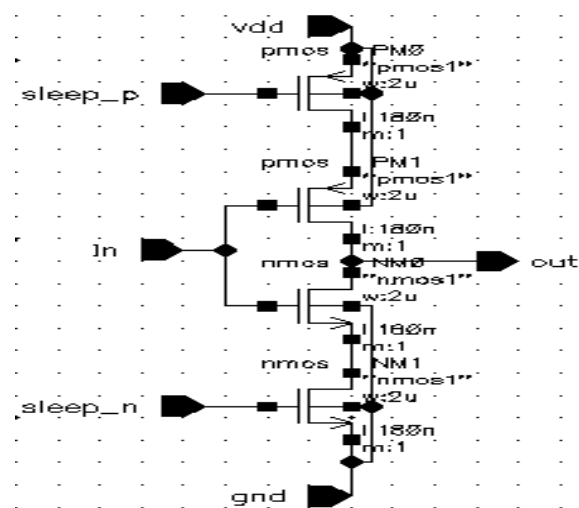 vdd
pmos PM0
"pmos1"
w:2u
sleep_p
l:180n
m:1
pmos PM1
"pmos1"
w:2u
In
l:180n
m:1
nmos NM0
out
"nmos1"
w:2u
l:180n
m:1
nmos NM1
"nmos1"
w:2u
sleep_n
l:180n
m:1
gnd